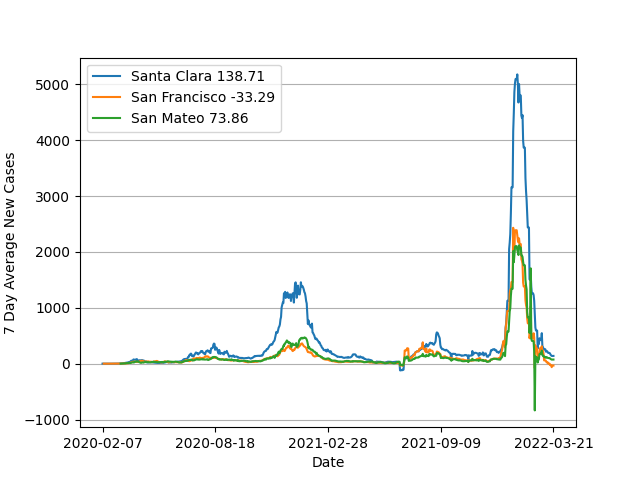 Santa Clara 138.71
San Francisco -33.29
San Mateo 73.86
7 Day Average New Cases
5000
4000
3000
2000
1000
0
−1000
2020-02-07 2020-08-18 2021-02-28 2021-09-09 2022-03-21
Date